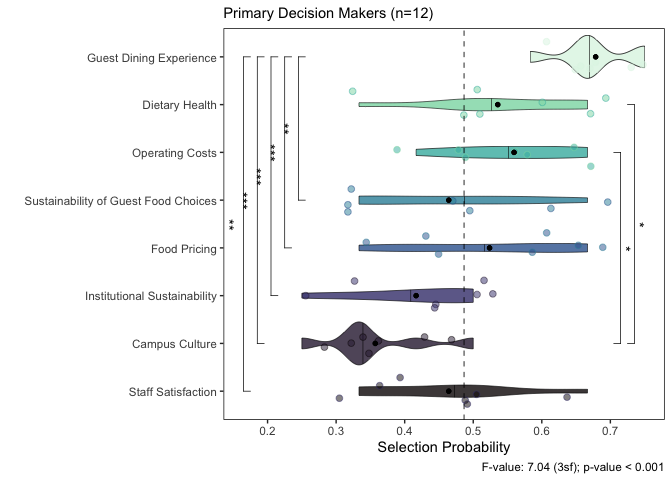 Primary Decision Makers (n=12)
Guest Dining Experience
Dietary Health
Operating Costs
Sustainability of Guest Food Choices
Food Pricing
Institutional Sustainability
Campus Culture
Staff Satisfaction
**
***
***
***
**
*
*
0.2 0.3 0.4 0.5 0.6 0.7
Selection Probability
F-value: 7.04 (3sf); p-value < 0.001